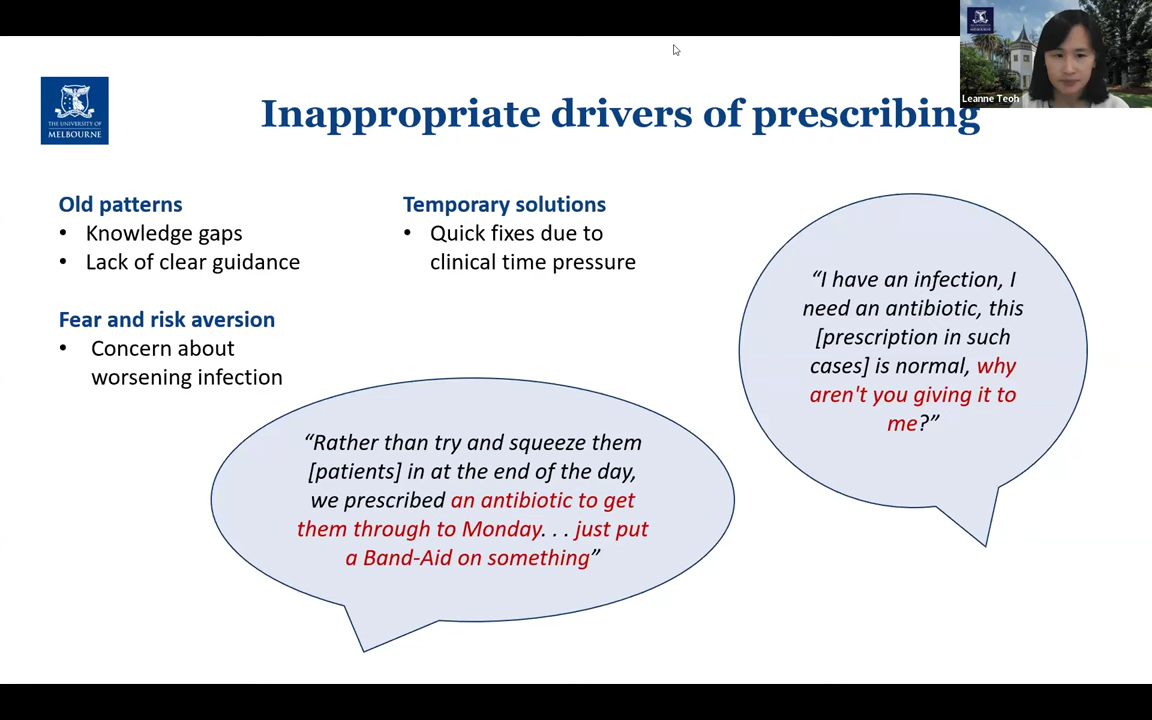 Leanne Teoh
THE UNIVERSITY OF
MELBOURNE
Inappropriate drivers of prescribing
Old patterns
• Knowledge gaps
• Lack of clear guidance
Fear and risk aversion
• Concern about
worsening infection
Temporary solutions
• Quick fixes due to
clinical time pressure
“I have an infection, I
need an antibiotic, this
[prescription in such
cases] is normal, why
aren't you giving it to
me?”
“Rather than try and squeeze them
[patients] in at the end of the day,
we prescribed an antibiotic to get
them through to Monday. . . just put
a Band-Aid on something”